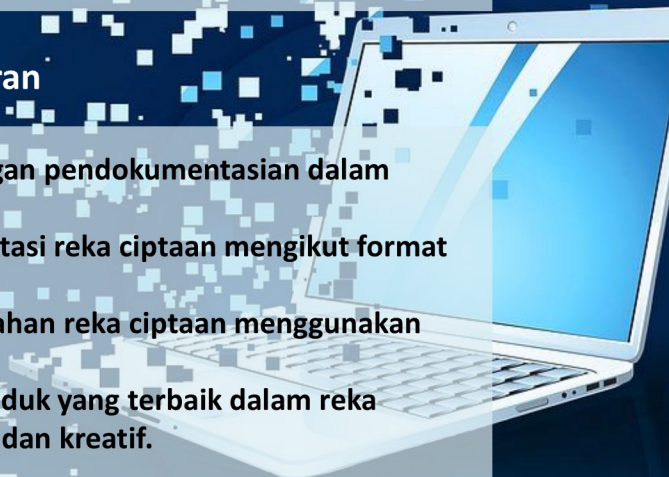 ran
gan pendokumentasian dalam
tasi reka ciptaan mengikut format
ahan reka ciptaan menggunakan
duk yang terbaik dalam reka
dan kreatif.